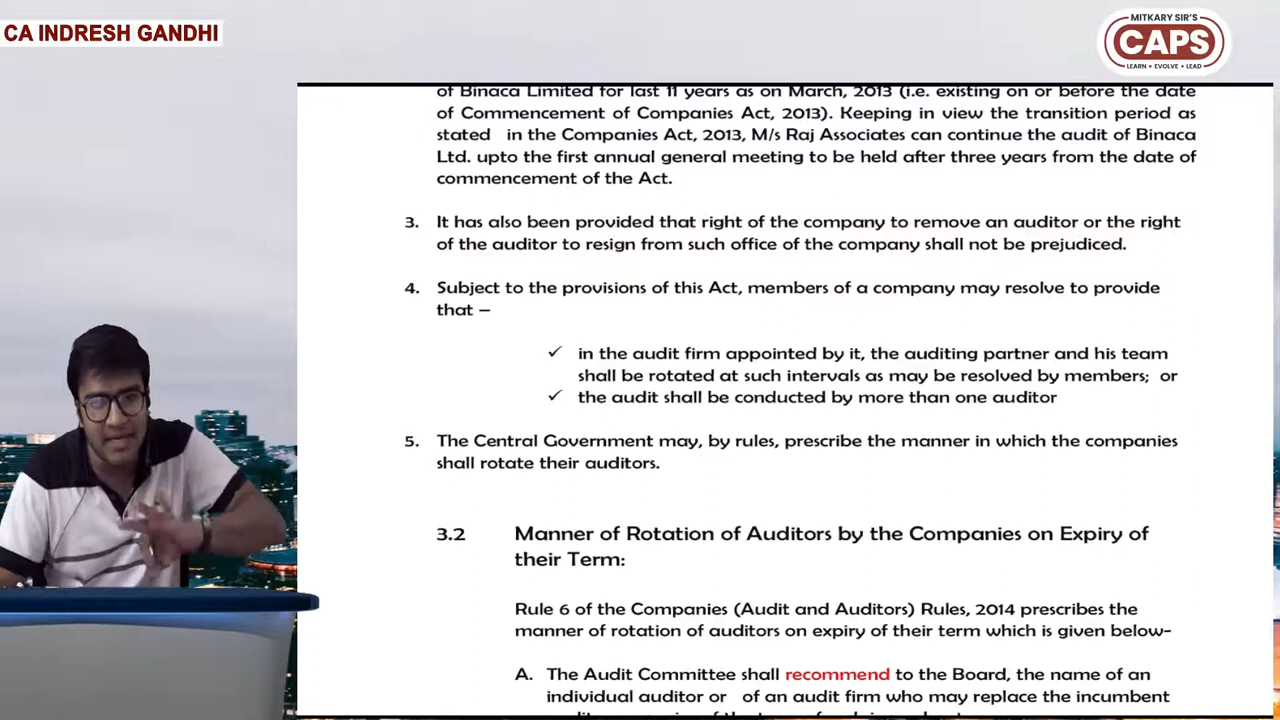 CA INDRESH GANDHI
MITKARY SIR'S
CAPS
LEARN • EVOLVE • LEAD
of Binaca Limited for last 11 years as on March, 2013 (i.e. existing on or before the date
of Commencement of Companies Act, 2013). Keeping in view the transition period as
stated in the Companies Act, 2013, M/s Raj Associates can continue the audit of Binaca
Ltd. upto the first annual general meeting to be held after three years from the date of
commencement of the Act.
3. It has also been provided that right of the company to remove an auditor or the right
of the auditor to resign from such office of the company shall not be prejudiced.
4. Subject to the provisions of this Act, members of a company may resolve to provide
that –
✓ in the audit firm appointed by it, the auditing partner and his team
shall be rotated at such intervals as may be resolved by members; or
✓ the audit shall be conducted by more than one auditor
5. The Central Government may, by rules, prescribe the manner in which the companies
shall rotate their auditors.
3.2 Manner of Rotation of Auditors by the Companies on Expiry of
their Term:
Rule 6 of the Companies (Audit and Auditors) Rules, 2014 prescribes the
manner of rotation of auditors on expiry of their term which is given below-
A. The Audit Committee shall recommend to the Board, the name of an
individual auditor or of an audit firm who may replace the incumbent